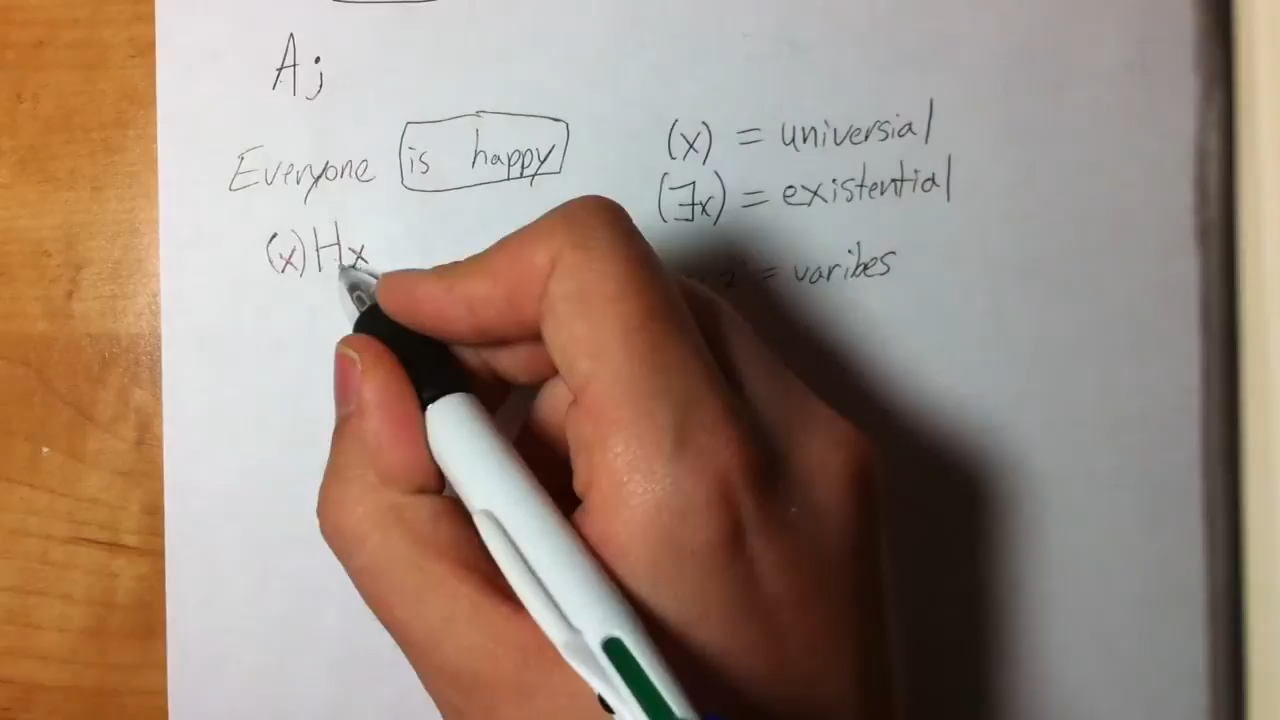 Aj
Everyone is happy
(x)Hx
(x) = universial
(∃x) = existential
z = varibes